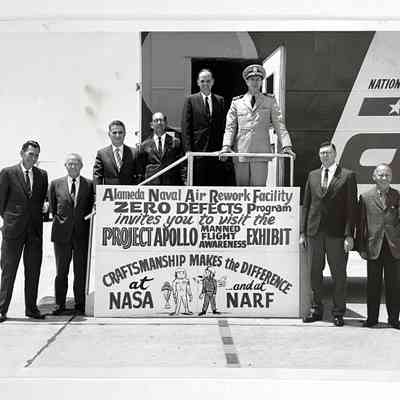 NATION
ALAMEDA NAVAL AIR REWORK FACILITY
ZERO DEFECTS Program
invites you to visit the
PROJECT APOLLO MANNED FLIGHT AWARENESS EXHIBIT
CRAFTSMANSHIP MAKES the DIFFERENCE
at NASA ...and at NARF